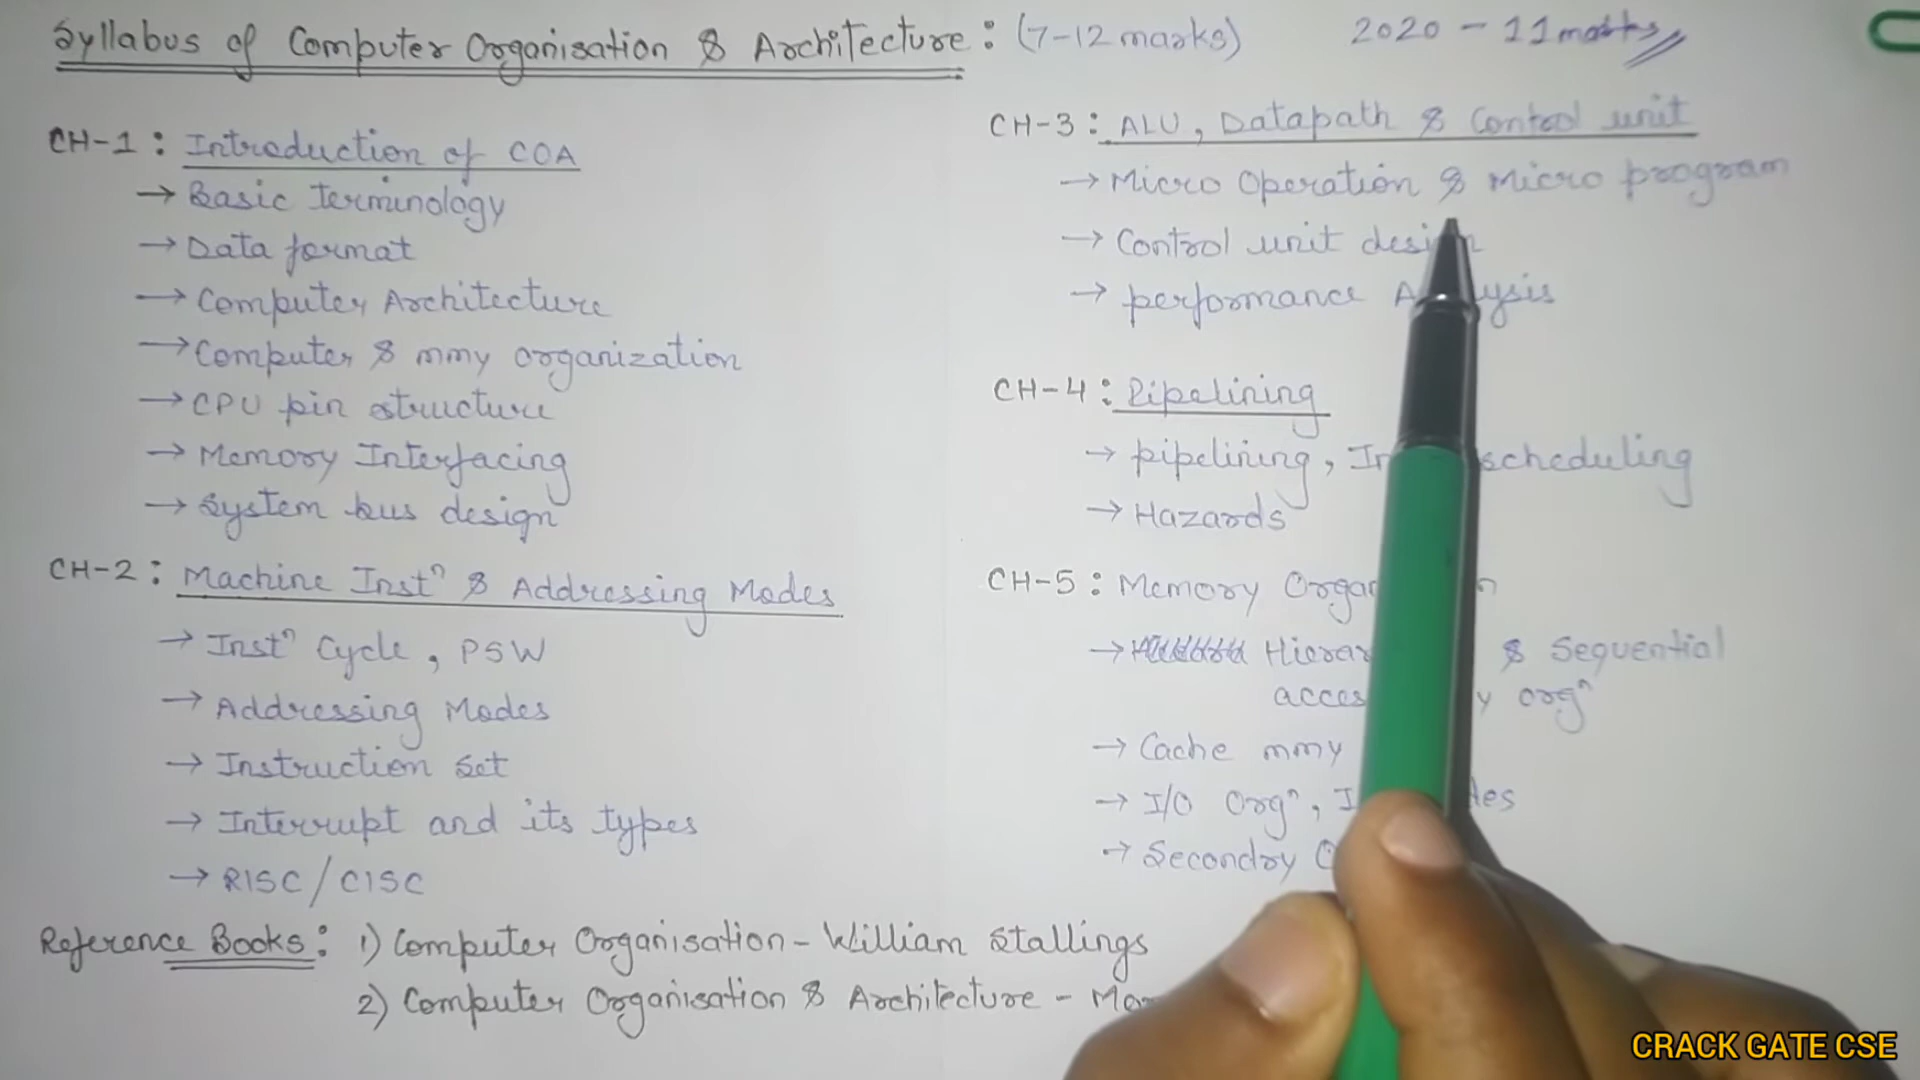 Syllabus of Computer Organisation & Architecture: (7-12 marks) 2020 - 11 marks
CH-1: Introduction of COA
→ Basic Terminology
→ Data format
→ Computer Architecture
→ Computer & mmy organization
→ CPU pin structure
→ Memory Interfacing
→ System bus design
CH-2: Machine Instⁿ & Addressing Modes
→ Instⁿ Cycle, PSW
→ Addressing Modes
→ Instruction Set
→ Interrupt and its types
→ RISC/CISC
CH-3: ALU, Datapath & Control unit
→ Micro Operation & Micro program
→ Control unit design
→ performance Analysis
CH-4: Pipelining
→ pipelining, scheduling
→ Hazards
CH-5: Memory
→ & Sequential
orgⁿ
→ Cache mmy
→ I/O Orgⁿ,
→ Secondry
Reference Books: 1) Computer Organisation - William Stallings
2) Computer Organisation & Architecture -
CRACK GATE CSE